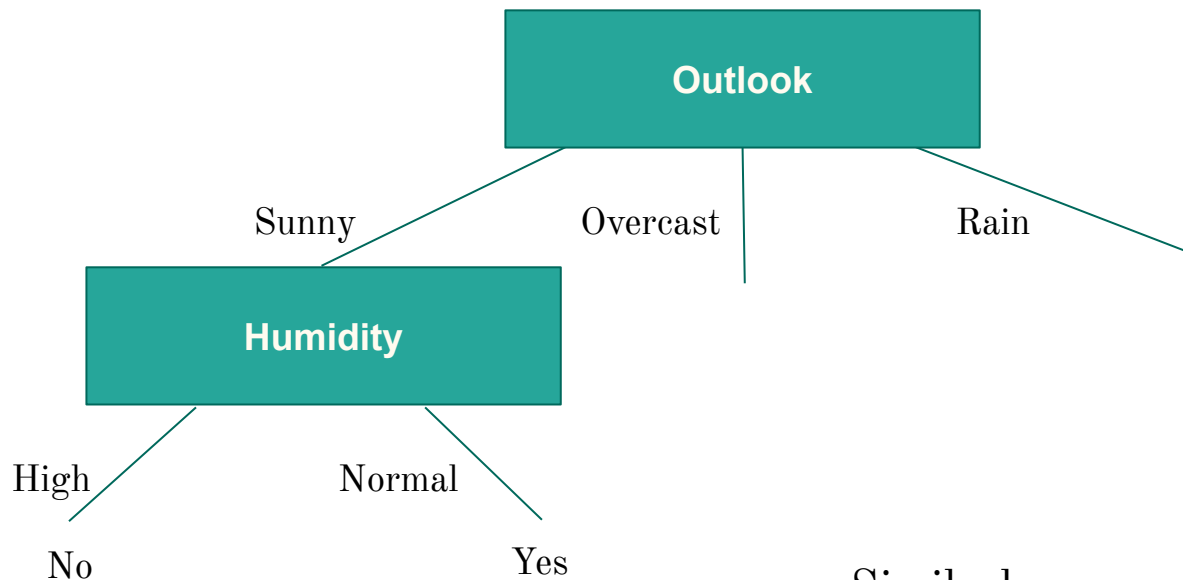 Outlook
Sunny
Overcast
Rain
Humidity
High
Normal
No
Yes